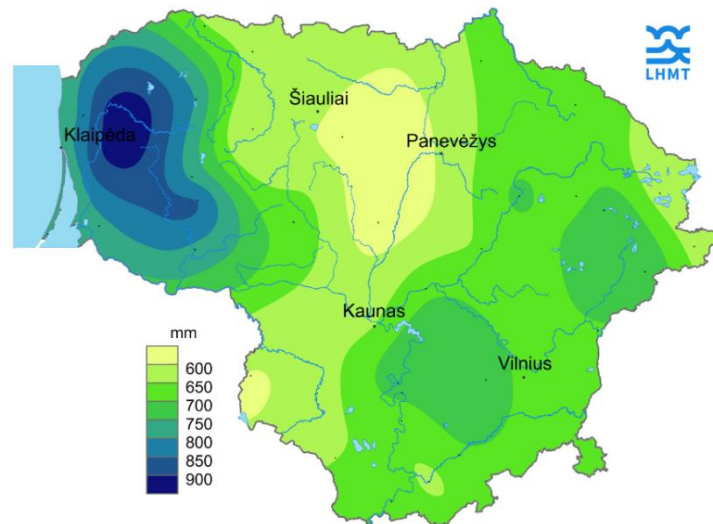 LHMT
Šiauliai
Klaipėda
Panevėžys
Kaunas
Vilnius
mm
600
650
700
750
800
850
900